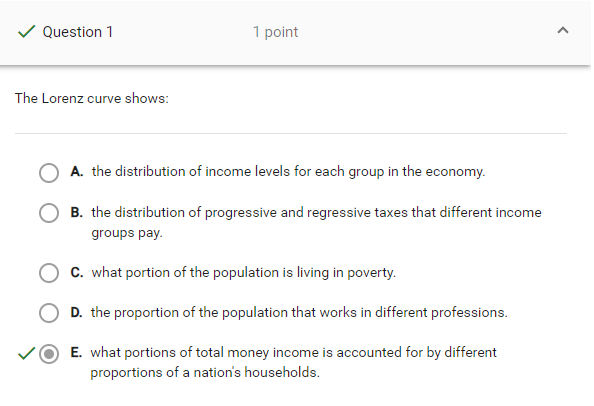 Question 1 1 point
The Lorenz curve shows:
A. the distribution of income levels for each group in the economy.
B. the distribution of progressive and regressive taxes that different income
groups pay.
C. what portion of the population is living in poverty.
D. the proportion of the population that works in different professions.
E. what portions of total money income is accounted for by different
proportions of a nation's households.